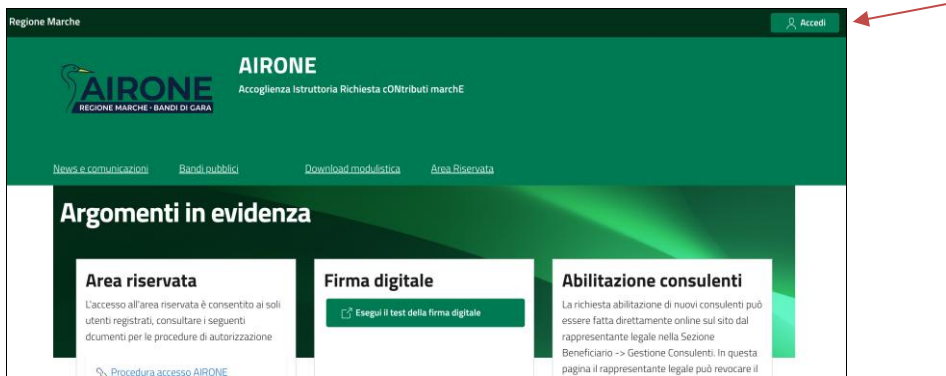 Regione Marche
Accedi
AIRONE
REGIONE MARCHE • BANDI DI GARA
AIRONE
Accoglienza Istruttoria Richiesta cONtributi marchE
News e comunicazioni
Bandi pubblici
Download modulistica
Area Riservata
Argomenti in evidenza
Area riservata
L'accesso all'area riservata è consentito ai soli
utenti registrati, consultare i seguenti
dcumenti per le procedure di autorizzazione
Procedura accesso AIRONE
Firma digitale
Esegui il test della firma digitale
Abilitazione consulenti
La richiesta abilitazione di nuovi consulenti può
essere fatta direttamente online sul sito dal
rappresentante legale nella Sezione
Beneficiario -> Gestione Consulenti. In questa
pagina il rappresentante legale può revocare il